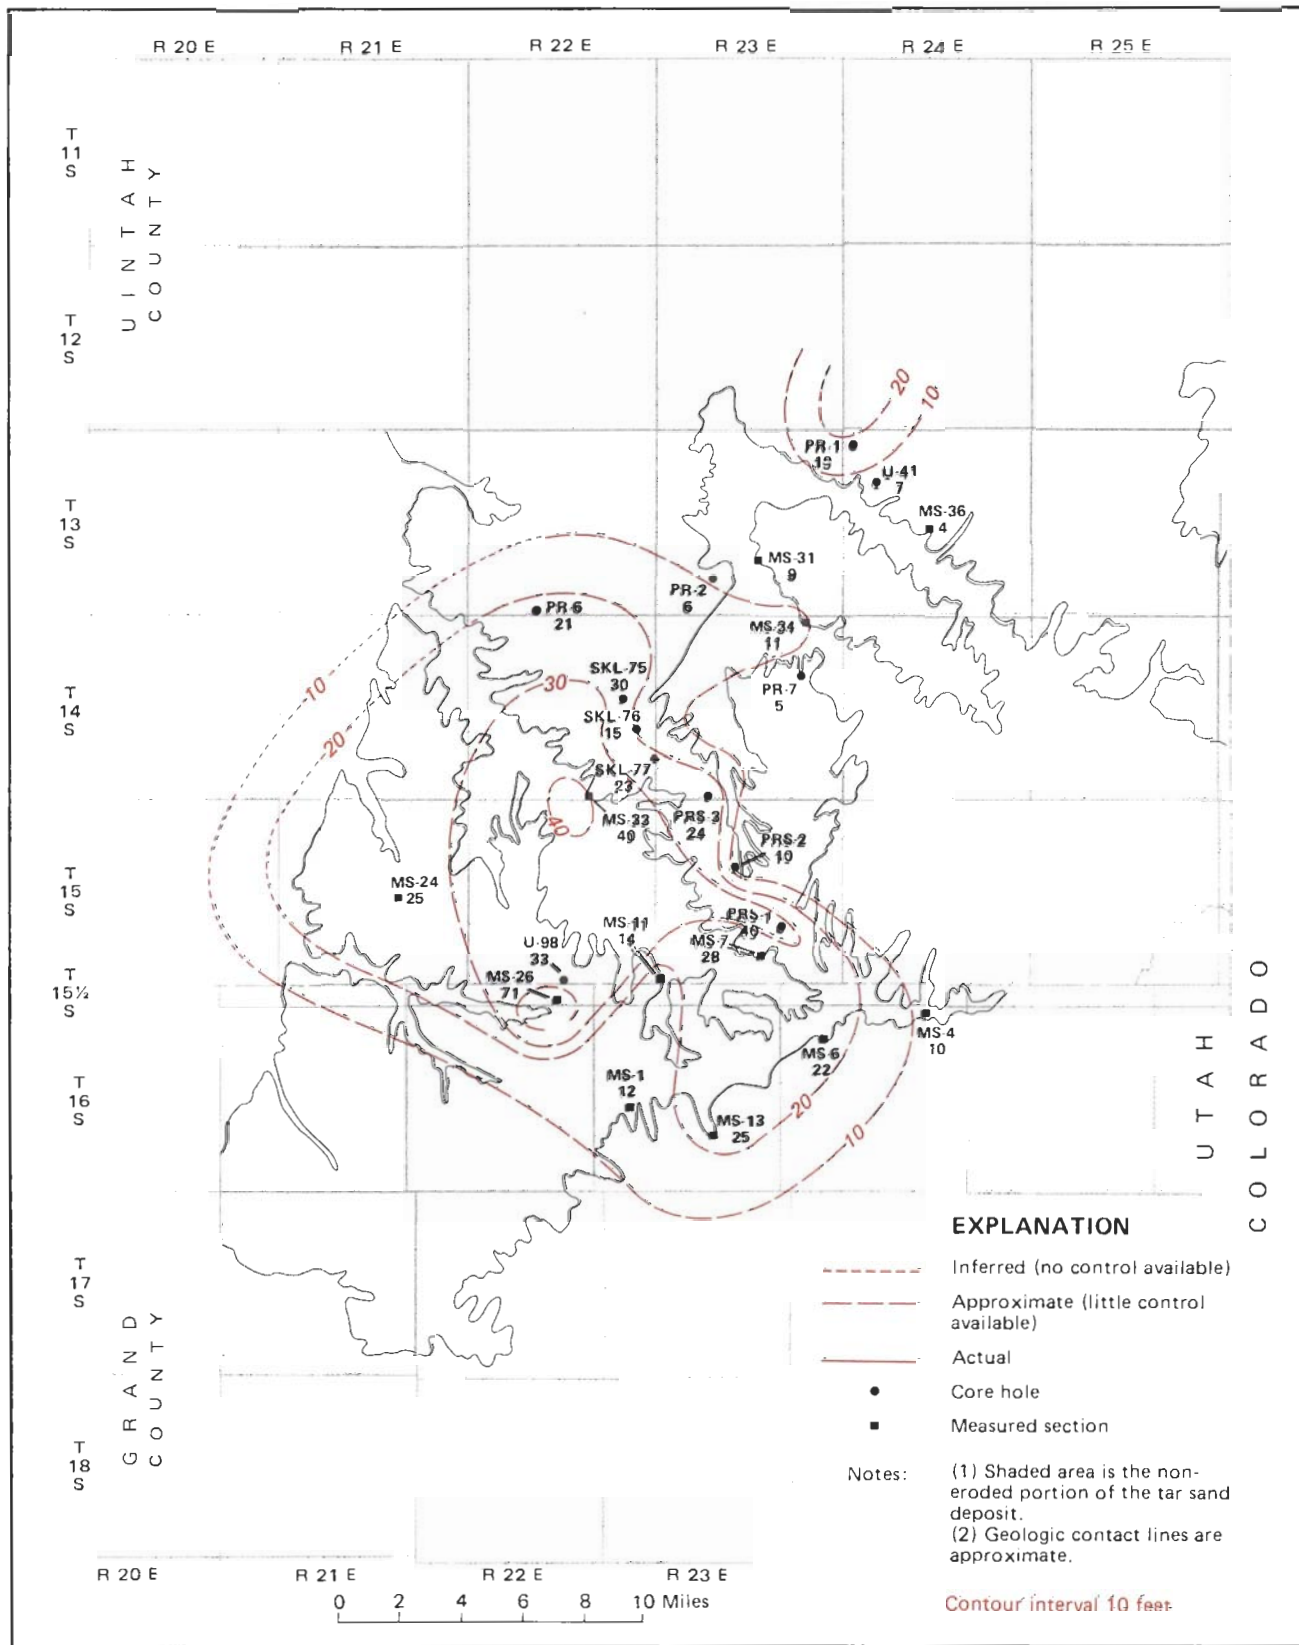 R 20 E R 21 E R 22 E R 23 E R 24 E R 25 E
T
11
S
UINTAH
COUNTY
T
12
S
20
10
PR-1
19
U-41
7
MS-36
4
T
13
S
MS-31
9
PR-2
6
PR-6
21
MS-34
11
SKL-75
30
30
PR-7
5
10
T
14
S
SKL-76
15
20
SKL-77
23
40
MS-33
40
PRS-3
24
PRS-2
10
T
15
S
MS-24
25
PRS-1
40
MS-11
14
MS-7
28
U-98
33
MS-26
71
T
15½
S
MS-4
10
MS-6
22
MS-1
12
T
16
S
20
MS-13
25
10
UTAH
COLORADO
T
17
S
GRAND
COUNTY
T
18
S
EXPLANATION
Inferred (no control available)
Approximate (little control
available)
Actual
Core hole
Measured section
Notes: (1) Shaded area is the non-
eroded portion of the tar sand
deposit.
(2) Geologic contact lines are
approximate.
R 20 E R 21 E R 22 E R 23 E
0 2 4 6 8 10 Miles
Contour interval 10 feet